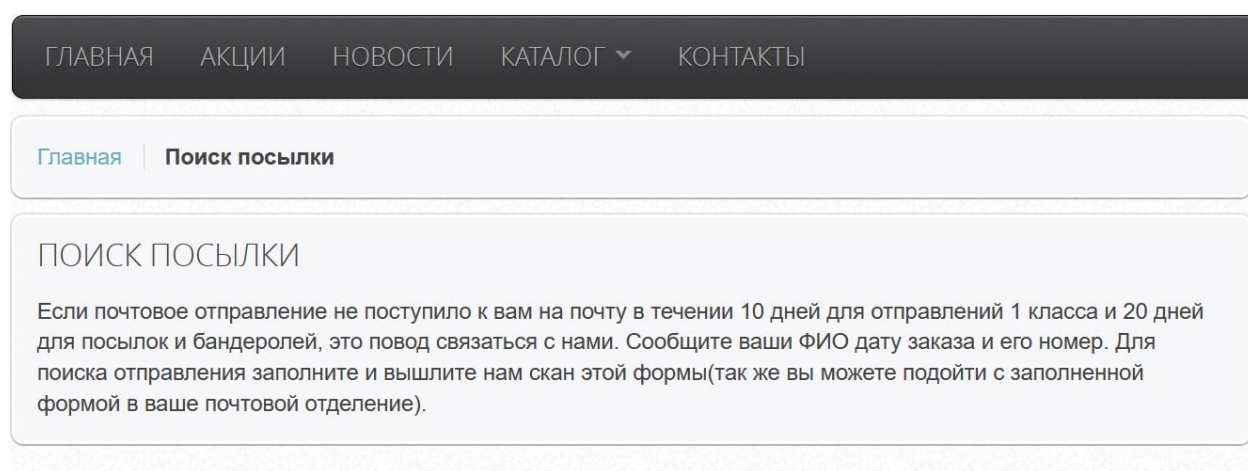 ГЛАВНАЯ АКЦИИ НОВОСТИ КАТАЛОГ КОНТАКТЫ
Главная Поиск посылки
ПОИСК ПОСЫЛКИ
Если почтовое отправление не поступило к вам на почту в течении 10 дней для отправлений 1 класса и 20 дней
для посылок и бандеролей, это повод связаться с нами. Сообщите ваши ФИО дату заказа и его номер. Для
поиска отправления заполните и вышлите нам скан этой формы(так же вы можете подойти с заполненной
формой в ваше почтовой отделение).